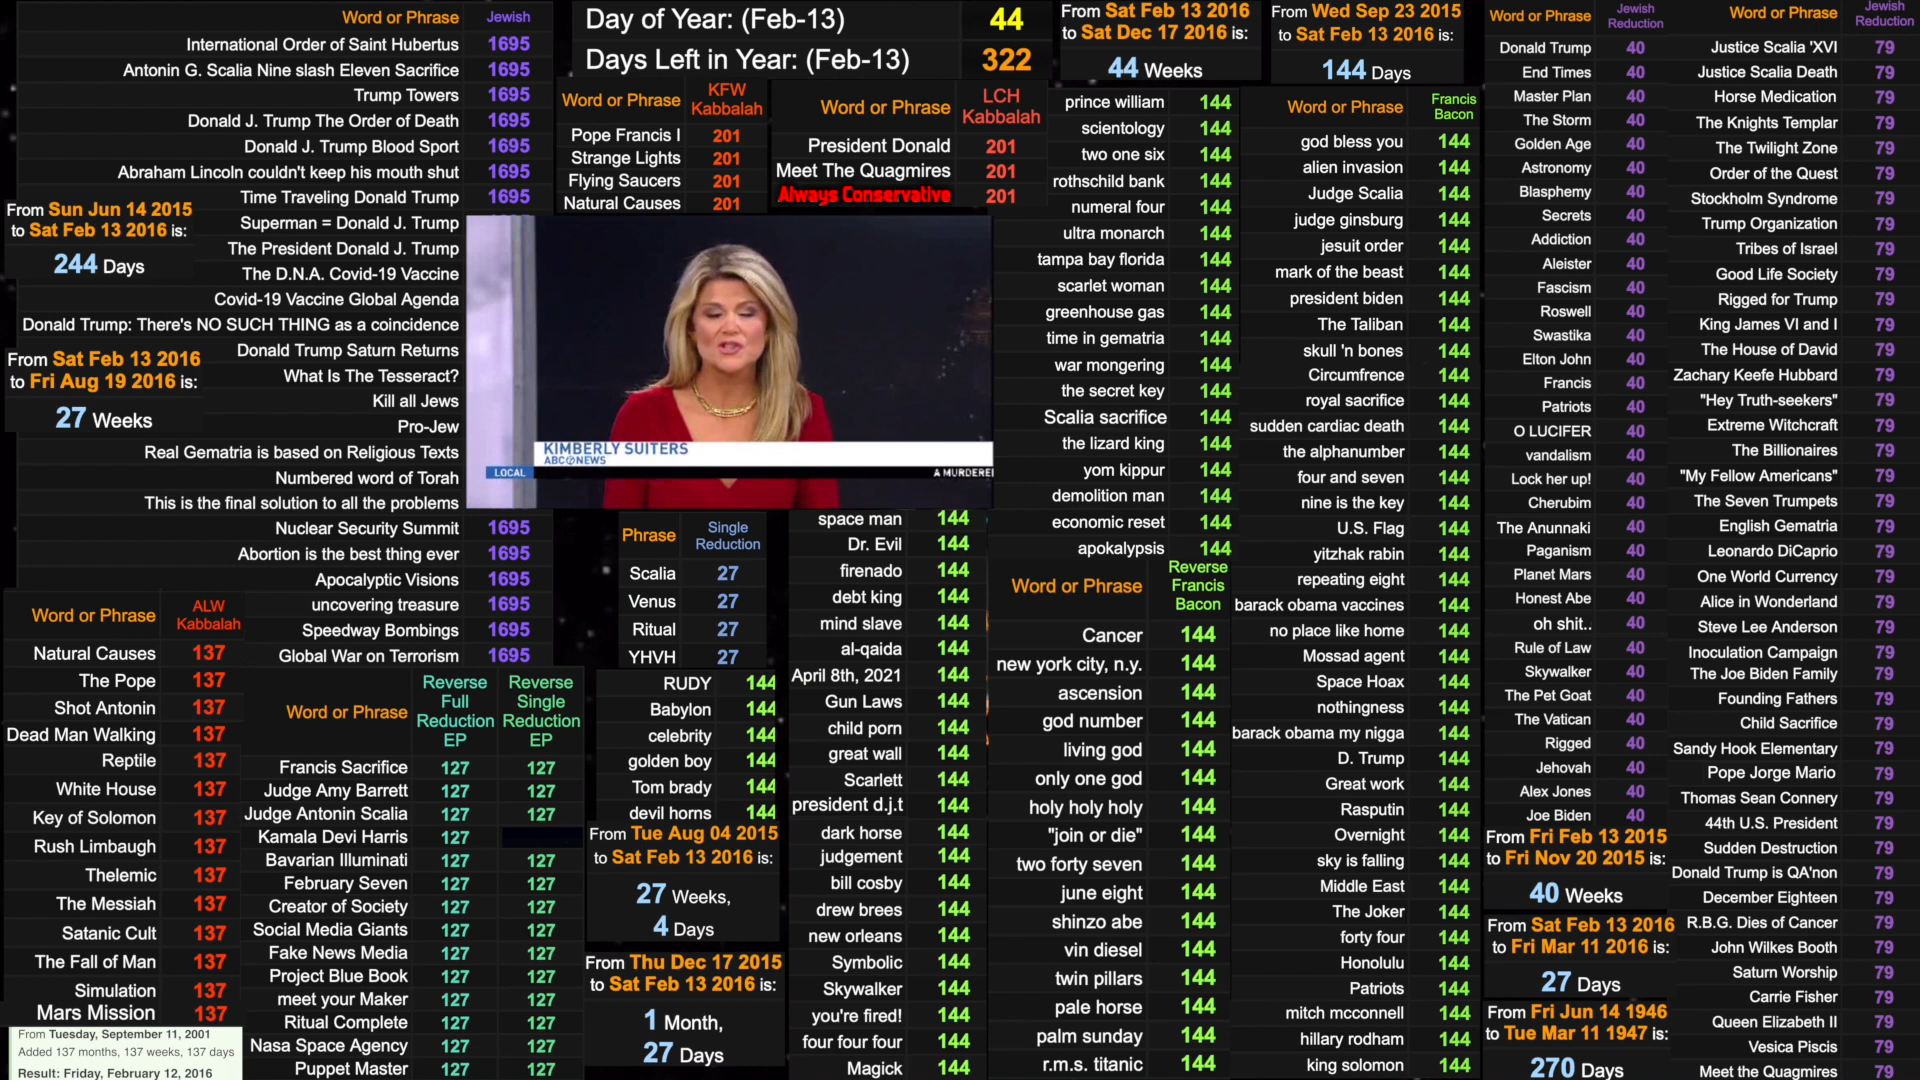 Word or Phrase Jewish
International Order of Saint Hubertus 1695
Antonin G. Scalia Nine slash Eleven Sacrifice 1695
Trump Towers 1695
Donald J. Trump The Order of Death 1695
Donald J. Trump Blood Sport 1695
Abraham Lincoln couldn't keep his mouth shut 1695
Time Traveling Donald Trump 1695
Superman = Donald J. Trump
The President Donald J. Trump
The D.N.A. Covid-19 Vaccine
Covid-19 Vaccine Global Agenda
Donald Trump: There's NO SUCH THING as a coincidence
Donald Trump Saturn Returns
What Is The Tesseract?
Kill all Jews
Pro-Jew
Real Gematria is based on Religious Texts
Numbered word of Torah
This is the final solution to all the problems
Nuclear Security Summit 1695
Abortion is the best thing ever 1695
Apocalyptic Visions 1695
uncovering treasure 1695
Speedway Bombings 1695
Global War on Terrorism 1695
From Sun Jun 14 2015
to Sat Feb 13 2016 is:
244 Days
From Sat Feb 13 2016
to Fri Aug 19 2016 is:
27 Weeks
Word or Phrase ALW Kabbalah
Natural Causes 137
The Pope 137
Shot Antonin 137
Dead Man Walking 137
Reptile 137
White House 137
Key of Solomon 137
Rush Limbaugh 137
Thelemic 137
The Messiah 137
Satanic Cult 137
The Fall of Man 137
Simulation 137
Mars Mission 137
From Tuesday, September 11, 2001
Added 137 months, 137 weeks, 137 days
Result: Friday, February 12, 2016
Word or Phrase Reverse Full Reduction EP Reverse Single Reduction EP
Francis Sacrifice 127 127
Judge Amy Barrett 127 127
Judge Antonin Scalia 127 127
Kamala Devi Harris 127
Bavarian Illuminati 127 127
February Seven 127 127
Creator of Society 127 127
Social Media Giants 127 127
Fake News Media 127 127
Project Blue Book 127 127
meet your Maker 127 127
Ritual Complete 127 127
Nasa Space Agency 127 127
Puppet Master 127 127
Day of Year: (Feb-13) 44
Days Left in Year: (Feb-13) 322
Word or Phrase KFW Kabbalah
Pope Francis I 201
Strange Lights 201
Flying Saucers 201
Natural Causes 201
Word or Phrase LCH Kabbalah
President Donald 201
Meet The Quagmires 201
Always Conservative 201
KIMBERLY SUITERS
ABC7NEWS
LOCAL A MURDERE
Phrase Single Reduction
Scalia 27
Venus 27
Ritual 27
YHVH 27
RUDY 144
Babylon 144
celebrity 144
golden boy 144
Tom brady 144
devil horns 144
From Tue Aug 04 2015
to Sat Feb 13 2016 is:
27 Weeks,
4 Days
From Thu Dec 17 2015
to Sat Feb 13 2016 is:
1 Month,
27 Days
space man 144
Dr. Evil 144
firenado 144
debt king 144
mind slave 144
al-qaida 144
April 8th, 2021 144
Gun Laws 144
child porn 144
great wall 144
Scarlett 144
president d.j.t 144
dark horse 144
judgement 144
bill cosby 144
drew brees 144
new orleans 144
Symbolic 144
Skywalker 144
you're fired! 144
four four four 144
Magick 144
From Sat Feb 13 2016
to Sat Dec 17 2016 is:
44 Weeks
prince william 144
scientology 144
two one six 144
rothschild bank 144
numeral four 144
ultra monarch 144
tampa bay florida 144
scarlet woman 144
greenhouse gas 144
time in gematria 144
war mongering 144
the secret key 144
Scalia sacrifice 144
the lizard king 144
yom kippur 144
demolition man 144
economic reset 144
apokalypsis 144
Word or Phrase Reverse Francis Bacon
Cancer 144
new york city, n.y. 144
ascension 144
god number 144
living god 144
only one god 144
holy holy holy 144
"join or die" 144
two forty seven 144
june eight 144
shinzo abe 144
vin diesel 144
twin pillars 144
pale horse 144
palm sunday 144
r.m.s. titanic 144
From Wed Sep 23 2015
to Sat Feb 13 2016 is:
144 Days
Word or Phrase Francis Bacon
god bless you 144
alien invasion 144
Judge Scalia 144
judge ginsburg 144
jesuit order 144
mark of the beast 144
president biden 144
The Taliban 144
skull 'n bones 144
Circumfrence 144
royal sacrifice 144
sudden cardiac death 144
the alphanumber 144
four and seven 144
nine is the key 144
U.S. Flag 144
yitzhak rabin 144
repeating eight 144
barack obama vaccines 144
no place like home 144
Mossad agent 144
Space Hoax 144
nothingness 144
barack obama my nigga 144
D. Trump 144
Great work 144
Rasputin 144
Overnight 144
sky is falling 144
Middle East 144
The Joker 144
forty four 144
Honolulu 144
Patriots 144
mitch mcconnell 144
hillary rodham 144
king solomon 144
Word or Phrase Jewish Reduction
Donald Trump 40
End Times 40
Master Plan 40
The Storm 40
Golden Age 40
Astronomy 40
Blasphemy 40
Secrets 40
Addiction 40
Aleister 40
Fascism 40
Roswell 40
Swastika 40
Elton John 40
Francis 40
Patriots 40
O LUCIFER 40
vandalism 40
Lock her up! 40
Cherubim 40
The Anunnaki 40
Paganism 40
Planet Mars 40
Honest Abe 40
oh shit.. 40
Rule of Law 40
Skywalker 40
The Pet Goat 40
The Vatican 40
Rigged 40
Jehovah 40
Alex Jones 40
Joe Biden 40
From Fri Feb 13 2015
to Fri Nov 20 2015 is:
40 Weeks
From Sat Feb 13 2016
to Fri Mar 11 2016 is:
27 Days
From Fri Jun 14 1946
to Tue Mar 11 1947 is:
270 Days
Word or Phrase Jewish Reduction
Justice Scalia 'XVI 79
Justice Scalia Death 79
Horse Medication 79
The Knights Templar 79
The Twilight Zone 79
Order of the Quest 79
Stockholm Syndrome 79
Trump Organization 79
Tribes of Israel 79
Good Life Society 79
Rigged for Trump 79
King James VI and I 79
The House of David 79
Zachary Keefe Hubbard 79
"Hey Truth-seekers" 79
Extreme Witchcraft 79
The Billionaires 79
"My Fellow Americans" 79
The Seven Trumpets 79
English Gematria 79
Leonardo DiCaprio 79
One World Currency 79
Alice in Wonderland 79
Steve Lee Anderson 79
Inoculation Campaign 79
The Joe Biden Family 79
Founding Fathers 79
Child Sacrifice 79
Sandy Hook Elementary 79
Pope Jorge Mario 79
Thomas Sean Connery 79
44th U.S. President 79
Sudden Destruction 79
Donald Trump is QA'non 79
December Eighteen 79
R.B.G. Dies of Cancer 79
John Wilkes Booth 79
Saturn Worship 79
Carrie Fisher 79
Queen Elizabeth II 79
Vesica Piscis 79
Meet the Quagmires 79